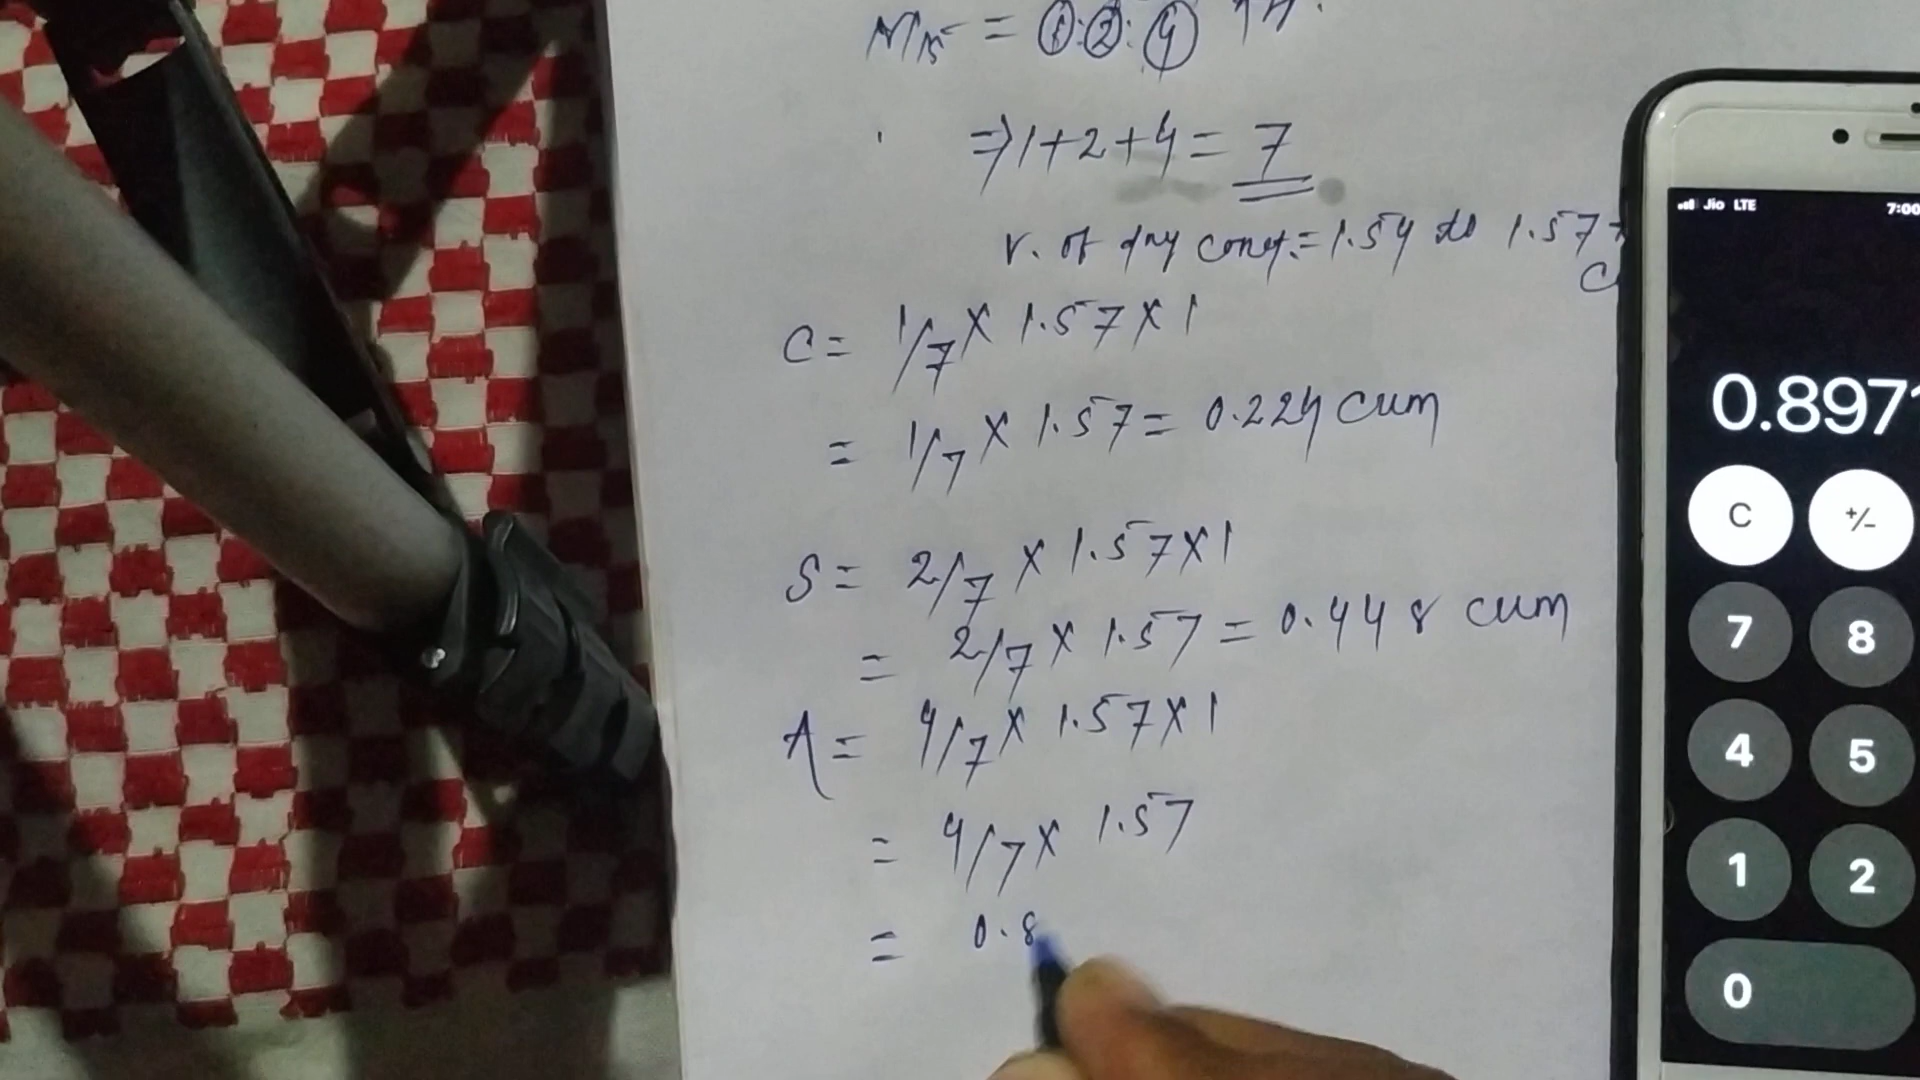 = 1:2:4
⇒ 1+2+4 = 7
v. of dry conc. = 1.54 to 1.57
C = 1/7 X 1.57 X 1
= 1/7 X 1.57 = 0.224 cum
S = 2/7 X 1.57 X 1
= 2/7 X 1.57 = 0.448 cum
A = 4/7 X 1.57 X 1
= 4/7 X 1.57
= 0.8
Jio LTE 7:00
0.897
C +/-
7 8
4 5
1 2
0